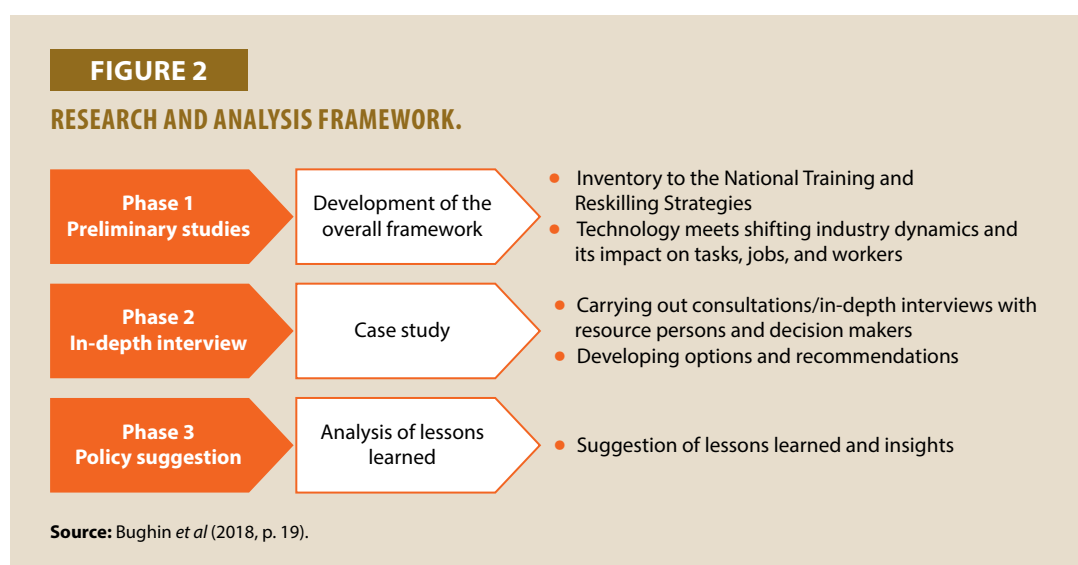 FIGURE 2
RESEARCH AND ANALYSIS FRAMEWORK.
Phase 1
Preliminary studies
Development of the
overall framework
• Inventory to the National Training and
Reskilling Strategies
• Technology meets shifting industry dynamics and
its impact on tasks, jobs, and workers
Phase 2
In-depth interview
Case study
• Carrying out consultations/in-depth interviews with
resource persons and decision makers
• Developing options and recommendations
Phase 3
Policy suggestion
Analysis of lessons
learned
• Suggestion of lessons learned and insights
Source: Bughin et al (2018, p. 19).